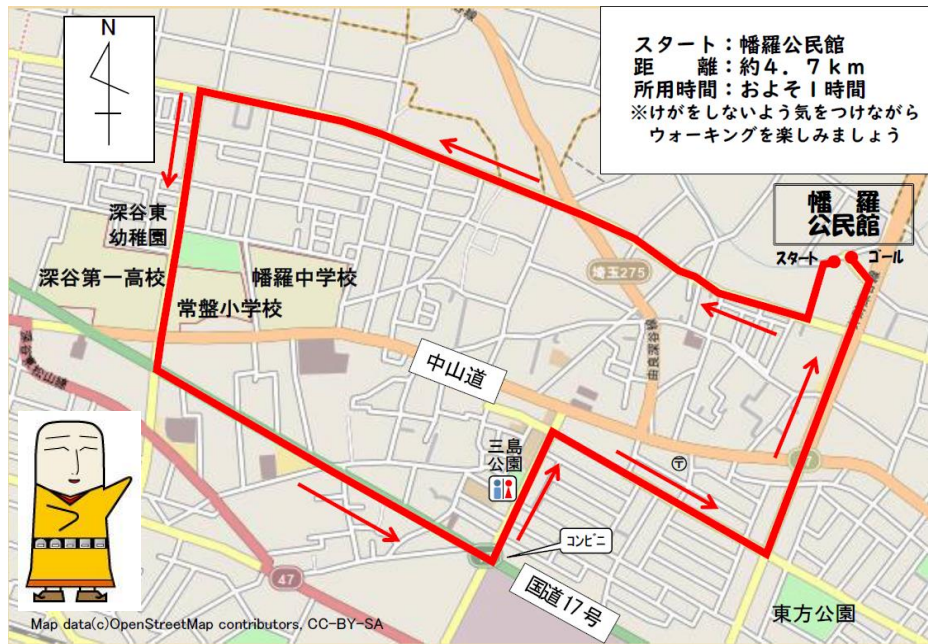 N
スタート：幡羅公民館
距　　離：約４．７ｋｍ
所用時間：およそ１時間
※けがをしないよう気をつけながら
ウォーキングを楽しみましょう
幡　羅
公民館
スタート
ゴール
深谷東
幼稚園
深谷第一高校
幡羅中学校
常盤小学校
埼玉275
由良深谷線
中山道
三島
公園
コンビニ
47
国道17号
東方公園
Map data(c)OpenStreetMap contributors, CC-BY-SA